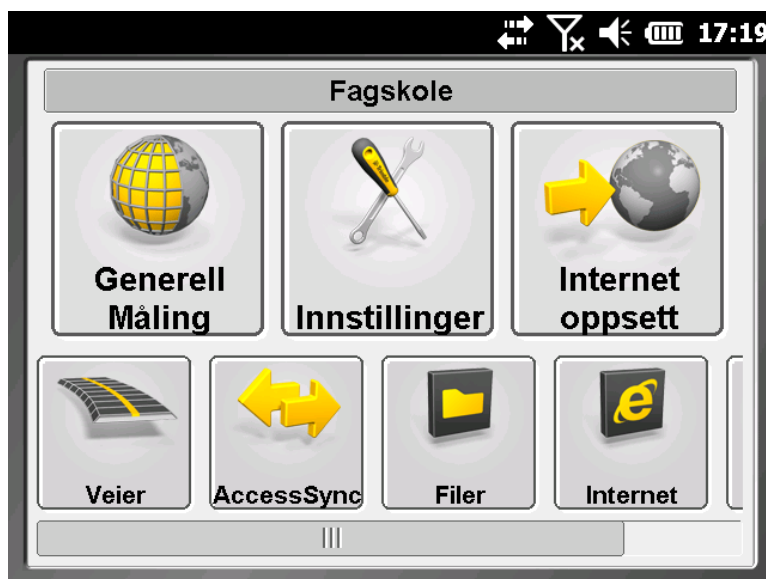 17:19
Fagskole
Generell
Måling
Innstillinger
Internet
oppsett
Veier
AccessSync
Filer
Internet